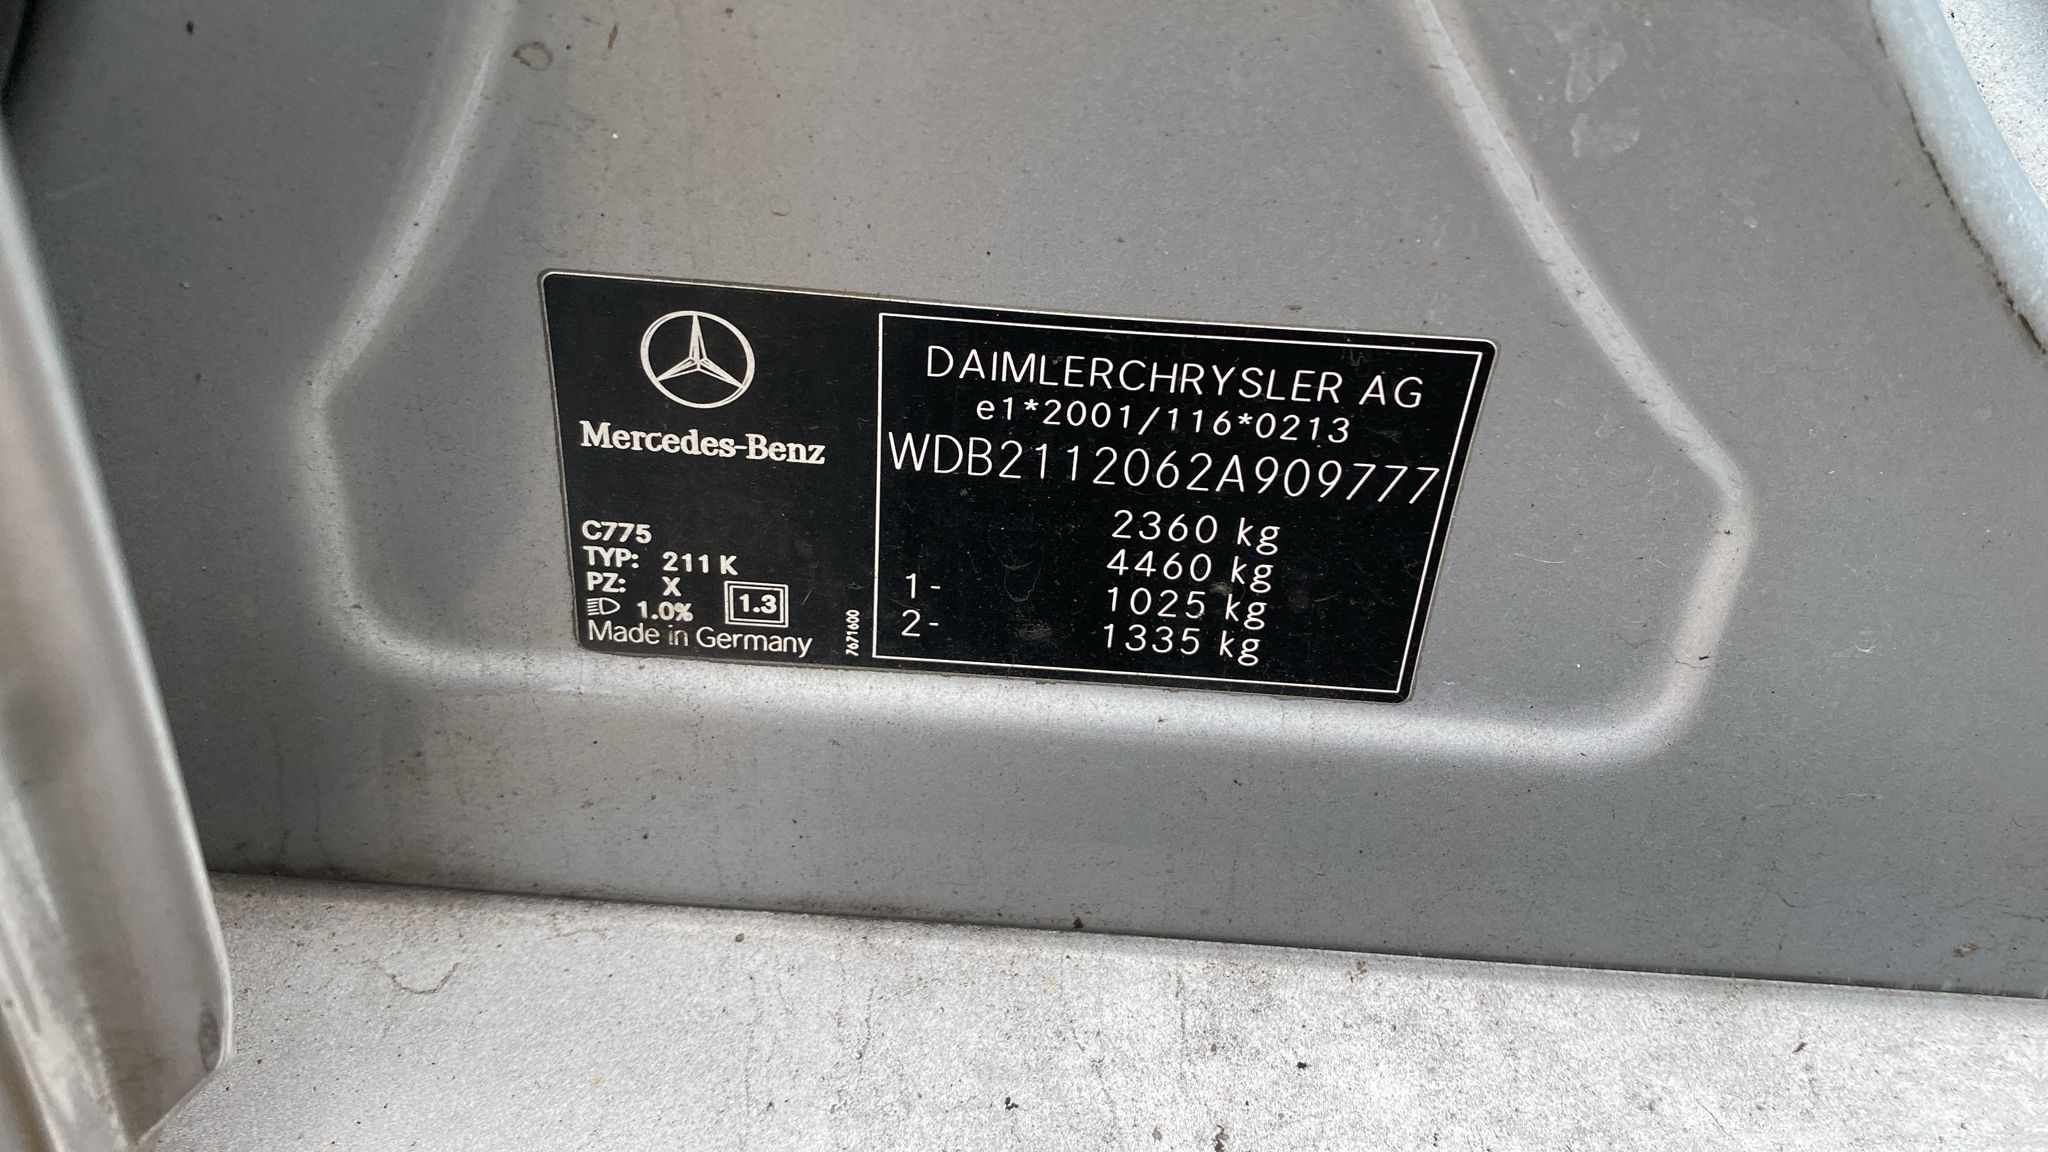 Mercedes-Benz
C775
TYP: 211 K
PZ: X
1.0% 1.3
Made in Germany
7671600
DAIMLERCHRYSLER AG
e1*2001/116*0213
WDB2112062A909777
2360 kg
4460 kg
1- 1025 kg
2- 1335 kg